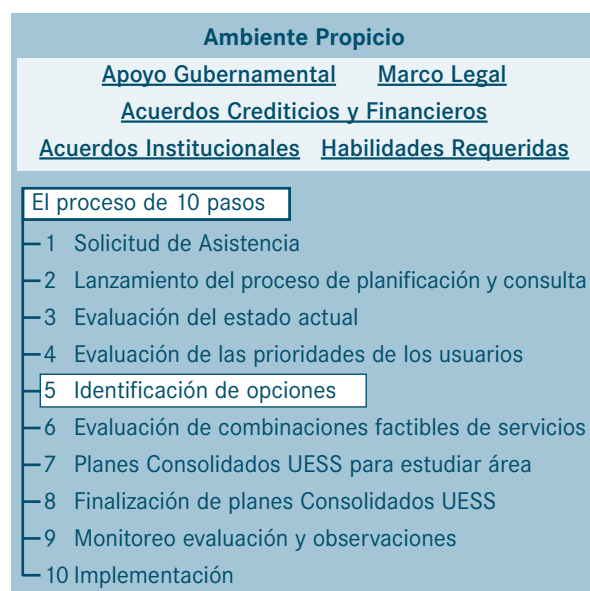 Ambiente Propicio
Apoyo Gubernamental Marco Legal
Acuerdos Crediticios y Financieros
Acuerdos Institucionales Habilidades Requeridas
El proceso de 10 pasos
1 Solicitud de Asistencia
2 Lanzamiento del proceso de planificación y consulta
3 Evaluación del estado actual
4 Evaluación de las prioridades de los usuarios
5 Identificación de opciones
6 Evaluación de combinaciones factibles de servicios
7 Planes Consolidados UESS para estudiar área
8 Finalización de planes Consolidados UESS
9 Monitoreo evaluación y observaciones
10 Implementación